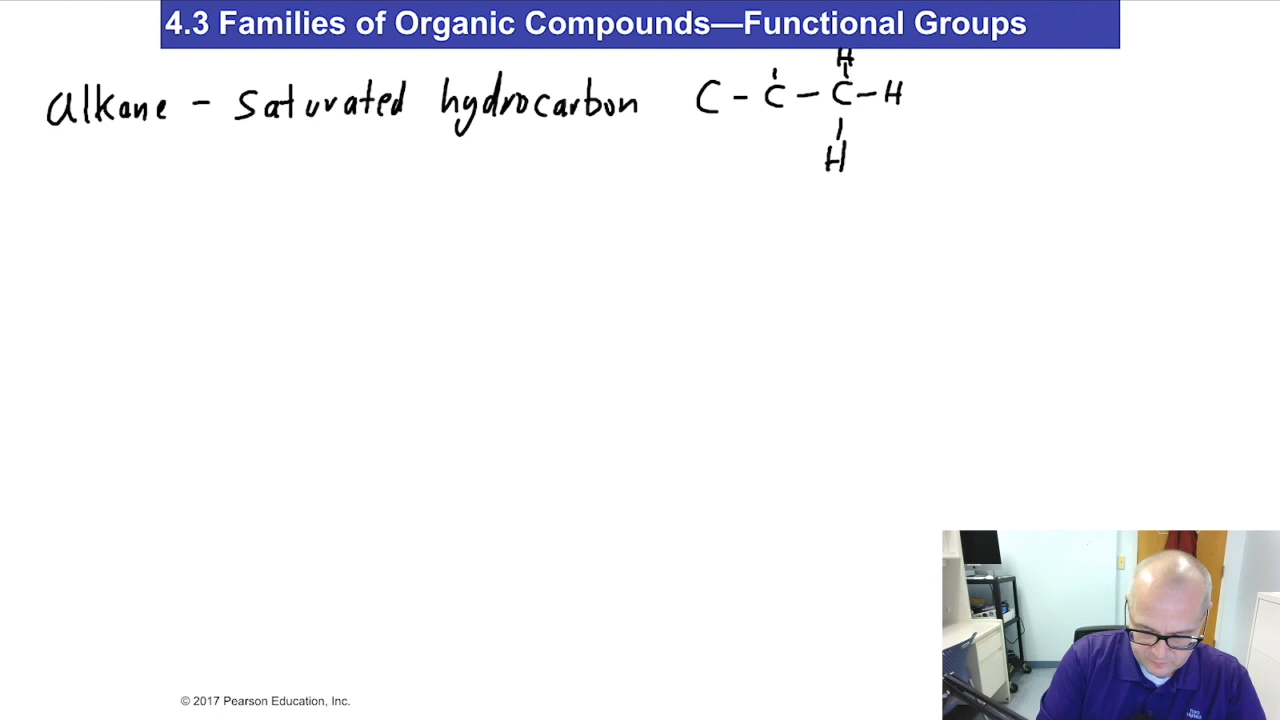 4.3 Families of Organic Compounds—Functional Groups
H
alkane - saturated hydrocarbon C - C - C - H
H
© 2017 Pearson Education, Inc.